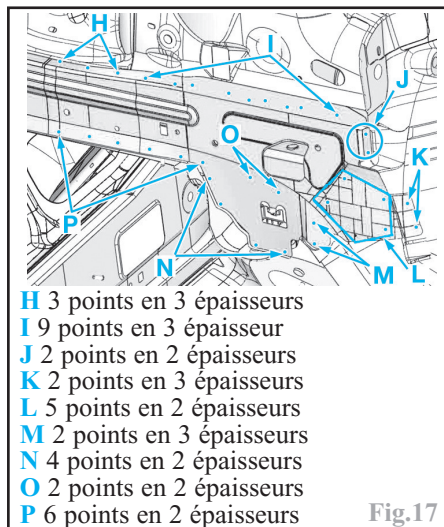 H
I
J
O
K
P
N
M
L
H 3 points en 3 épaisseurs
I 9 points en 3 épaisseur
J 2 points en 2 épaisseurs
K 2 points en 3 épaisseurs
L 5 points en 2 épaisseurs
M 2 points en 3 épaisseurs
N 4 points en 2 épaisseurs
O 2 points en 2 épaisseurs
P 6 points en 2 épaisseurs
Fig.17